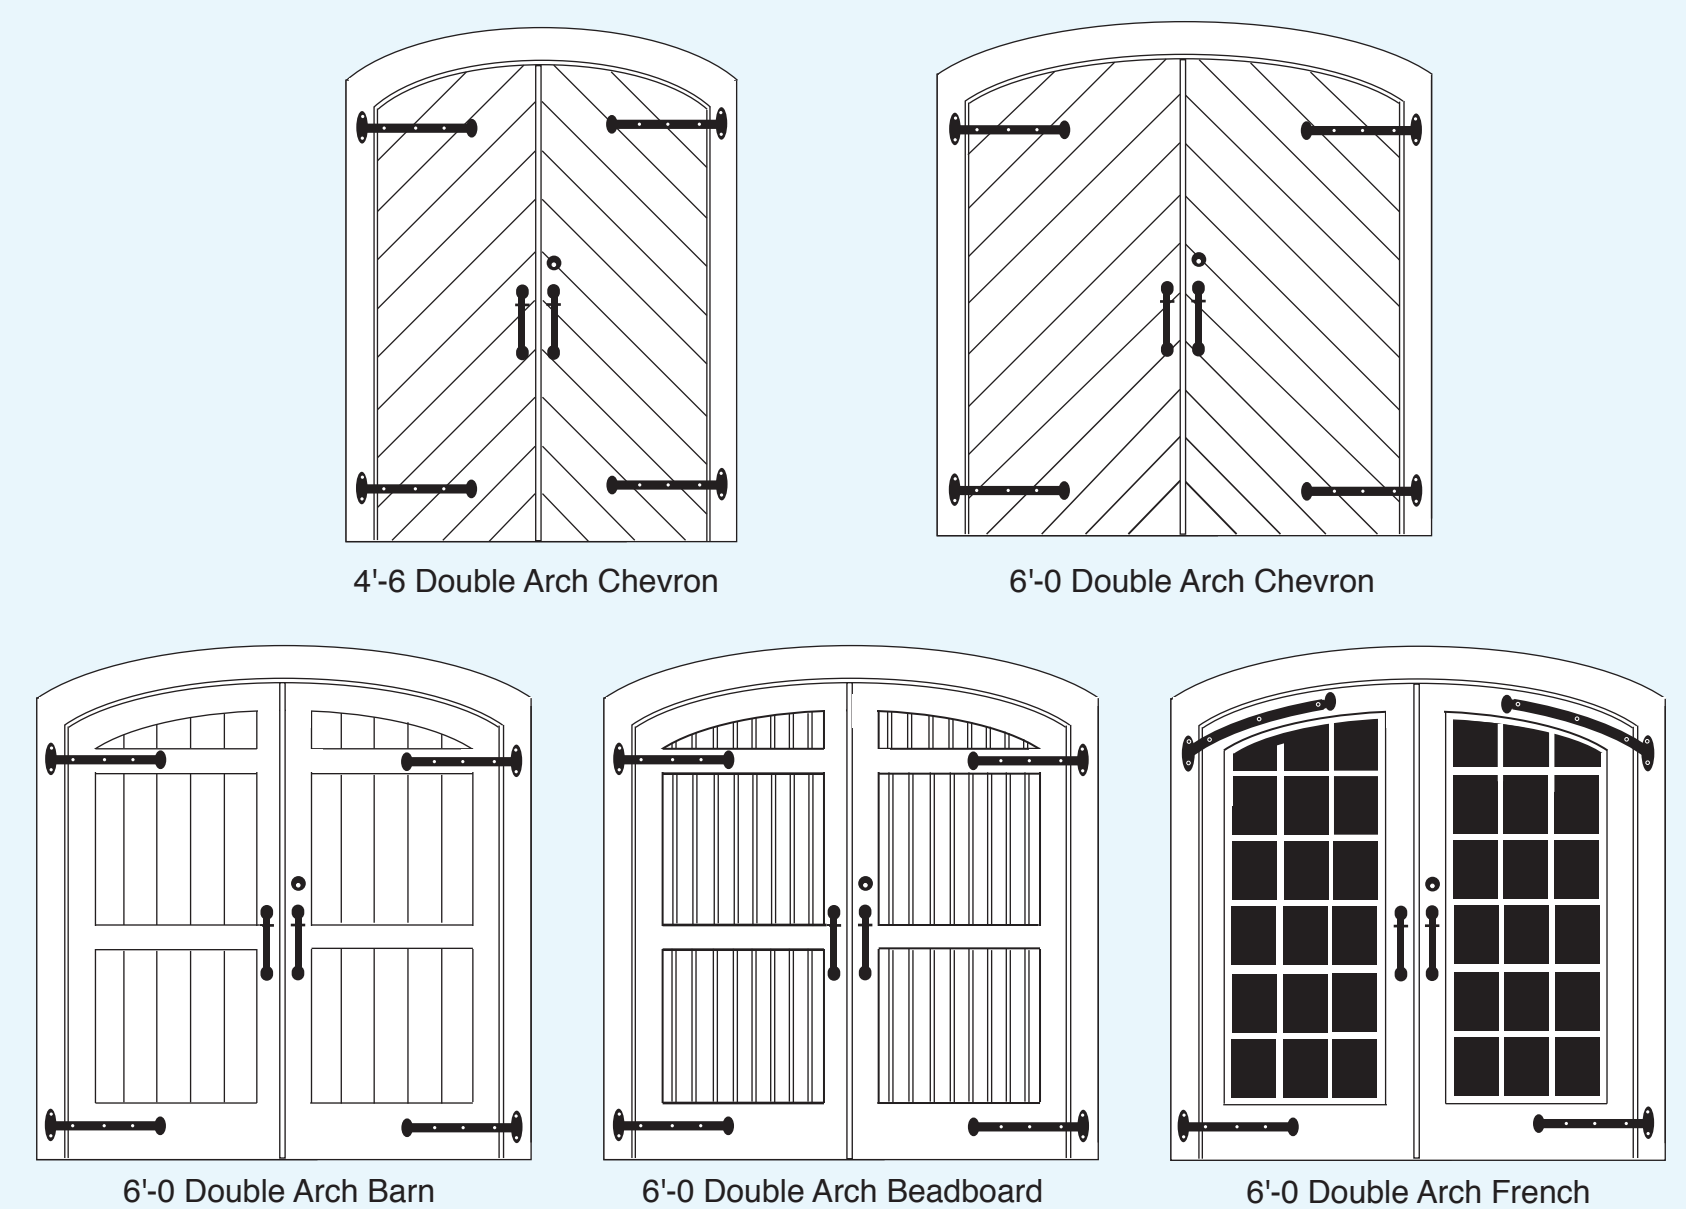 4'-6 Double Arch Chevron
6'-0 Double Arch Chevron
6'-0 Double Arch Barn
6'-0 Double Arch Beadboard
6'-0 Double Arch French